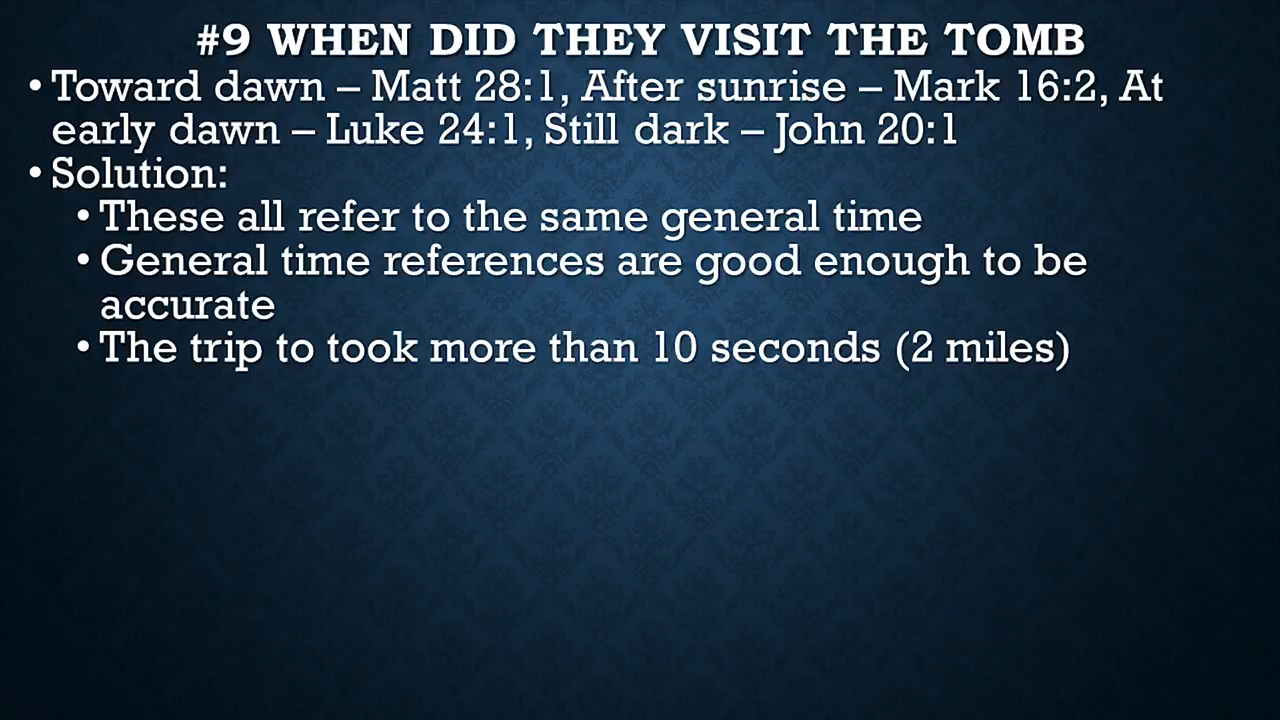 #9 WHEN DID THEY VISIT THE TOMB
• Toward dawn – Matt 28:1, After sunrise – Mark 16:2, At
early dawn – Luke 24:1, Still dark – John 20:1
• Solution:
• These all refer to the same general time
• General time references are good enough to be
accurate
• The trip to took more than 10 seconds (2 miles)